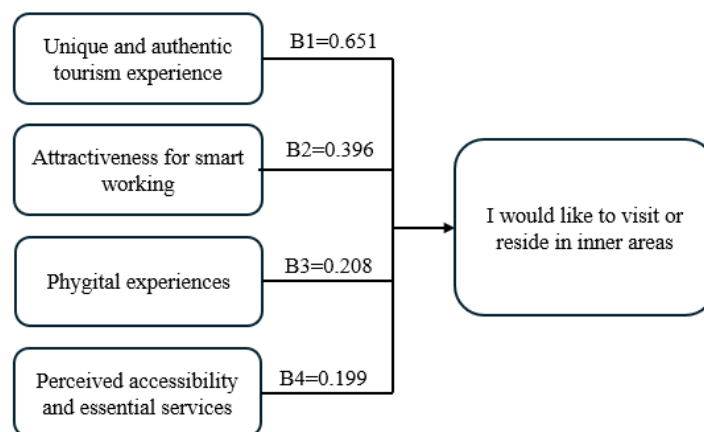 Unique and authentic
tourism experience
B1=0.651
Attractiveness for smart
working
B2=0.396
Phygital experiences
B3=0.208
Perceived accessibility
and essential services
B4=0.199
I would like to visit or
reside in inner areas